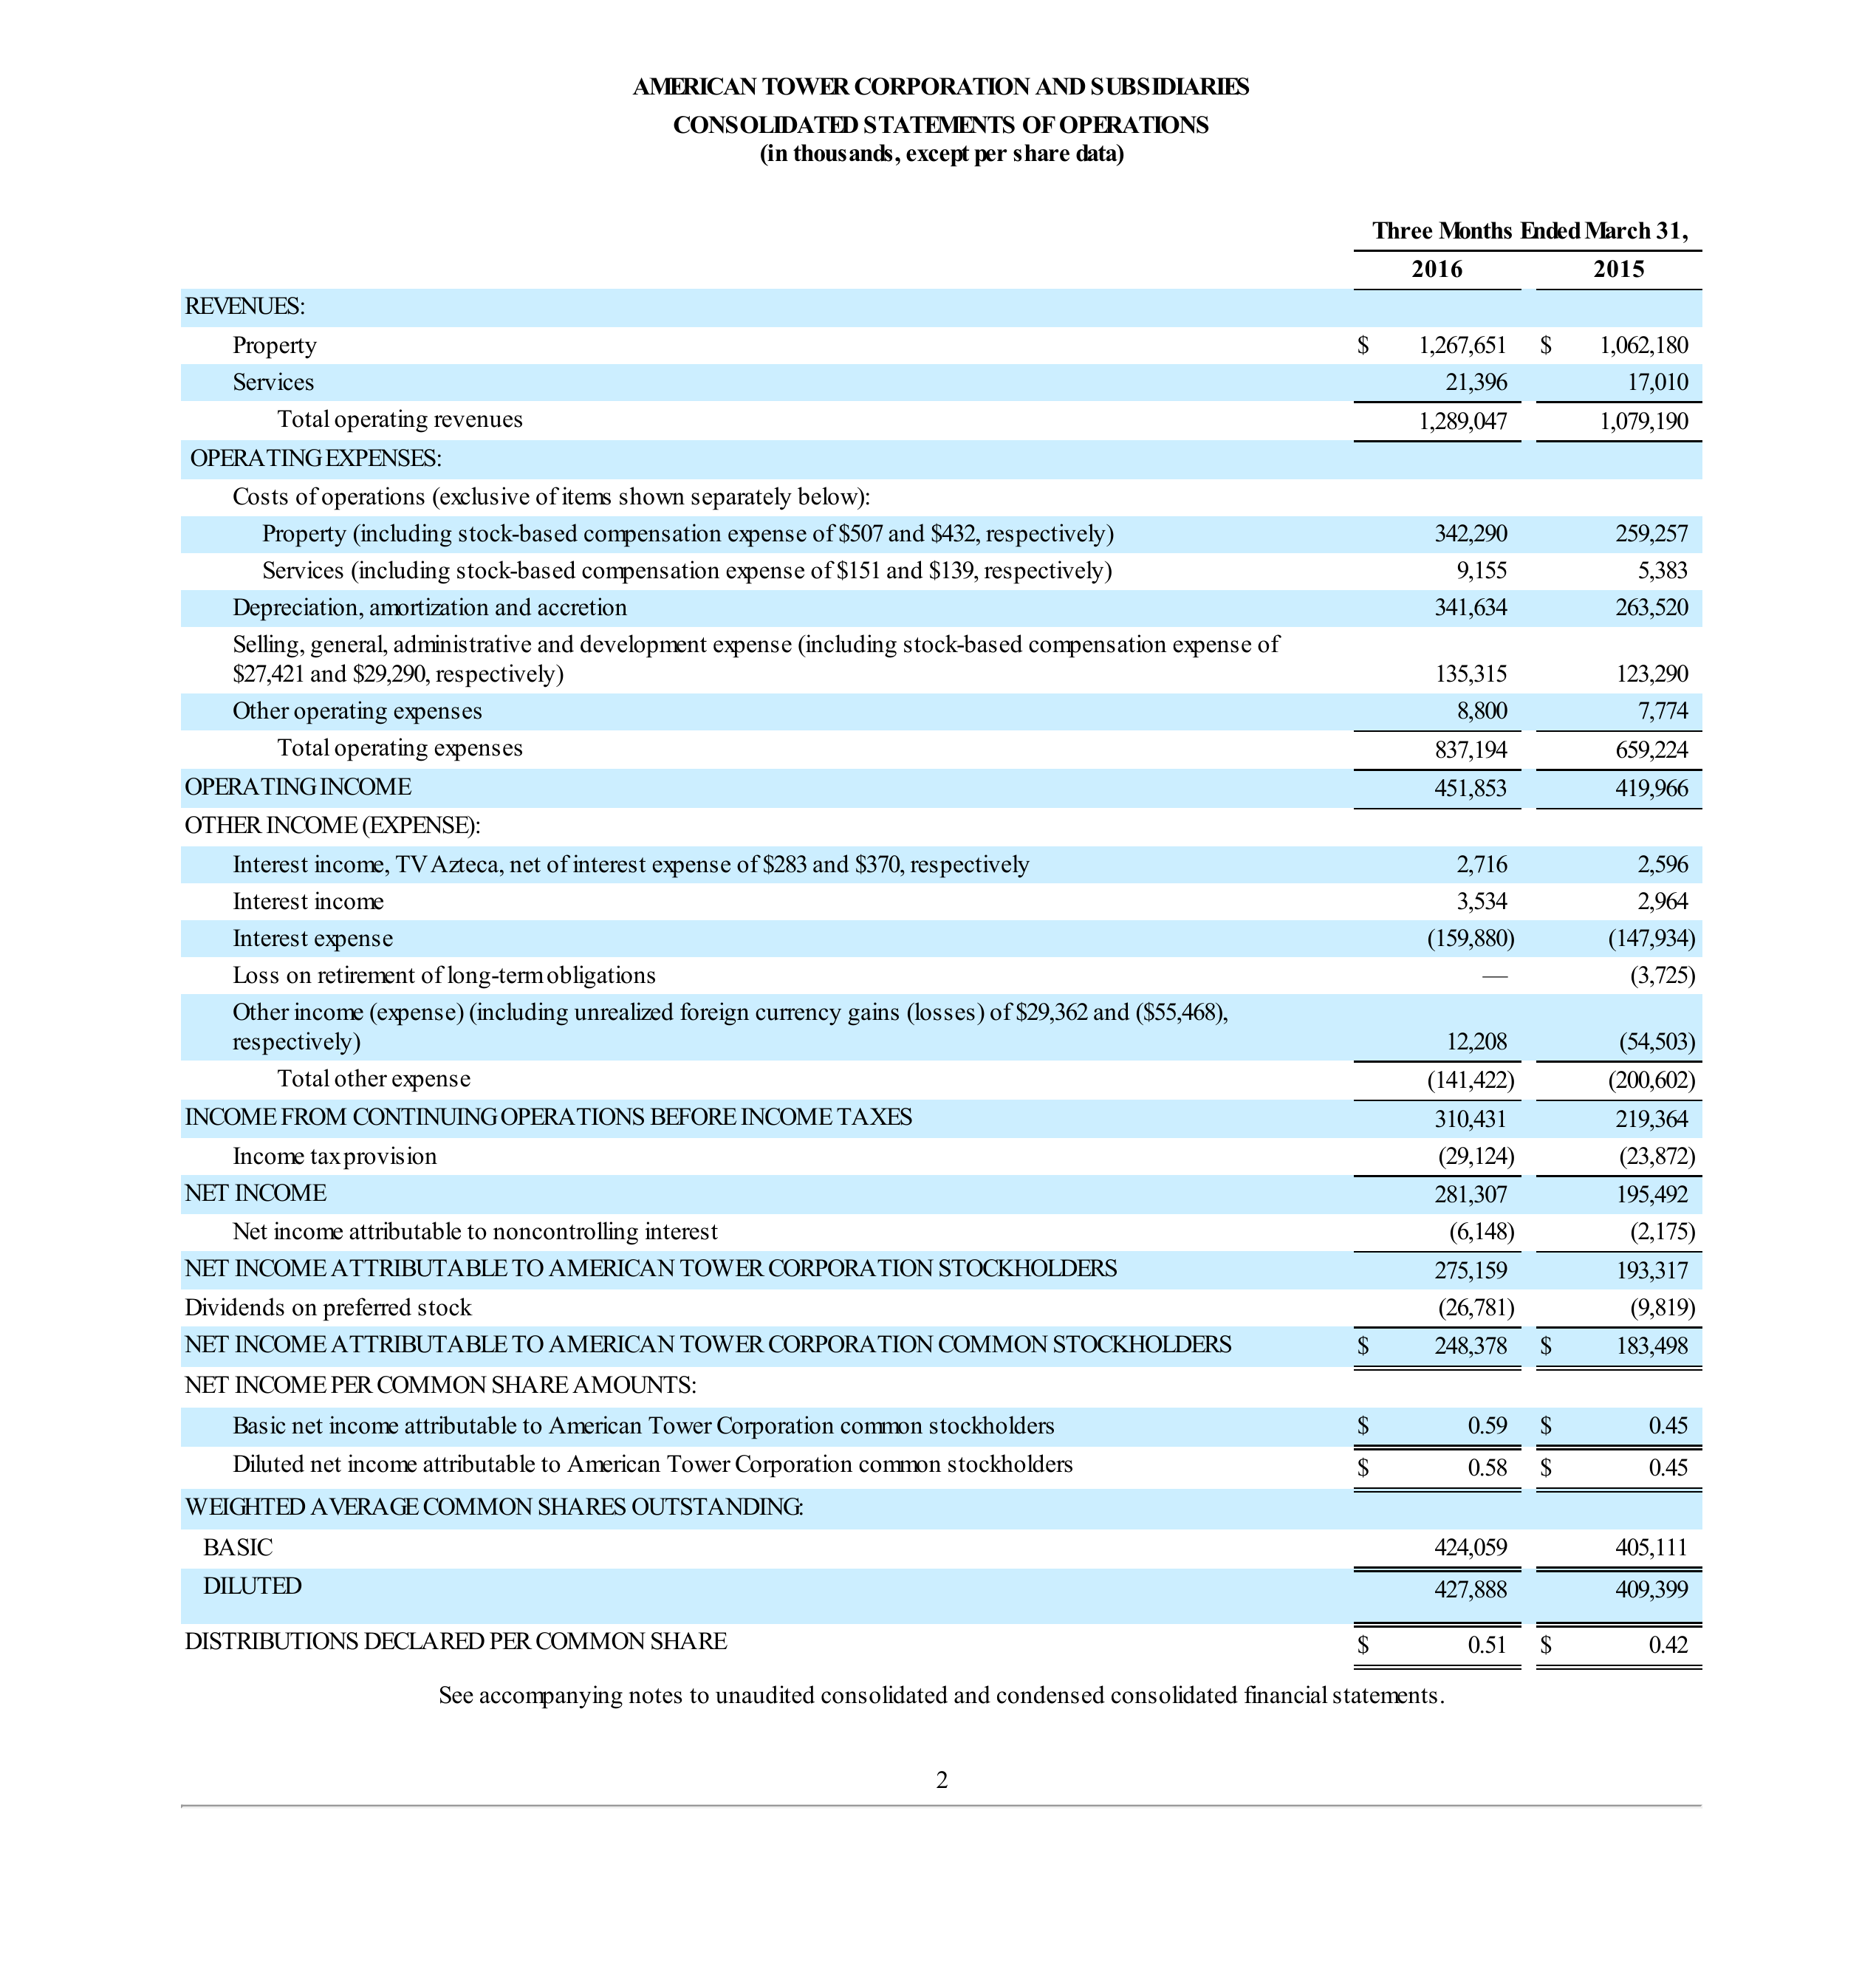 AMERICAN TOWER CORPORATION AND SUBSIDIARIES
CONSOLIDATED STATEMENTS OF OPERATIONS
(in thousands, except per share data)
Three Months Ended March 31,
2016 2015
REVENUES:
Property $ 1,267,651 $ 1,062,180
Services 21,396 17,010
Total operating revenues 1,289,047 1,079,190
OPERATING EXPENSES:
Costs of operations (exclusive of items shown separately below):
Property (including stock-based compensation expense of $507 and $432, respectively) 342,290 259,257
Services (including stock-based compensation expense of $151 and $139, respectively) 9,155 5,383
Depreciation, amortization and accretion 341,634 263,520
Selling, general, administrative and development expense (including stock-based compensation expense of
$27,421 and $29,290, respectively) 135,315 123,290
Other operating expenses 8,800 7,774
Total operating expenses 837,194 659,224
OPERATING INCOME 451,853 419,966
OTHER INCOME (EXPENSE):
Interest income, TV Azteca, net of interest expense of $283 and $370, respectively 2,716 2,596
Interest income 3,534 2,964
Interest expense (159,880) (147,934)
Loss on retirement of long-term obligations — (3,725)
Other income (expense) (including unrealized foreign currency gains (losses) of $29,362 and ($55,468),
respectively) 12,208 (54,503)
Total other expense (141,422) (200,602)
INCOME FROM CONTINUING OPERATIONS BEFORE INCOME TAXES 310,431 219,364
Income tax provision (29,124) (23,872)
NET INCOME 281,307 195,492
Net income attributable to noncontrolling interest (6,148) (2,175)
NET INCOME ATTRIBUTABLE TO AMERICAN TOWER CORPORATION STOCKHOLDERS 275,159 193,317
Dividends on preferred stock (26,781) (9,819)
NET INCOME ATTRIBUTABLE TO AMERICAN TOWER CORPORATION COMMON STOCKHOLDERS $ 248,378 $ 183,498
NET INCOME PER COMMON SHARE AMOUNTS:
Basic net income attributable to American Tower Corporation common stockholders $ 0.59 $ 0.45
Diluted net income attributable to American Tower Corporation common stockholders $ 0.58 $ 0.45
WEIGHTED AVERAGE COMMON SHARES OUTSTANDING:
BASIC 424,059 405,111
DILUTED 427,888 409,399
DISTRIBUTIONS DECLARED PER COMMON SHARE $ 0.51 $ 0.42
See accompanying notes to unaudited consolidated and condensed consolidated financial statements.
2